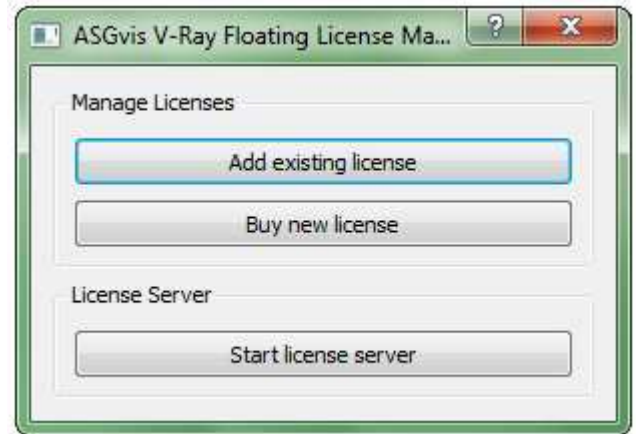 ASGvis V-Ray Floating License Ma...
?
Manage Licenses
Add existing license
Buy new license
License Server
Start license server